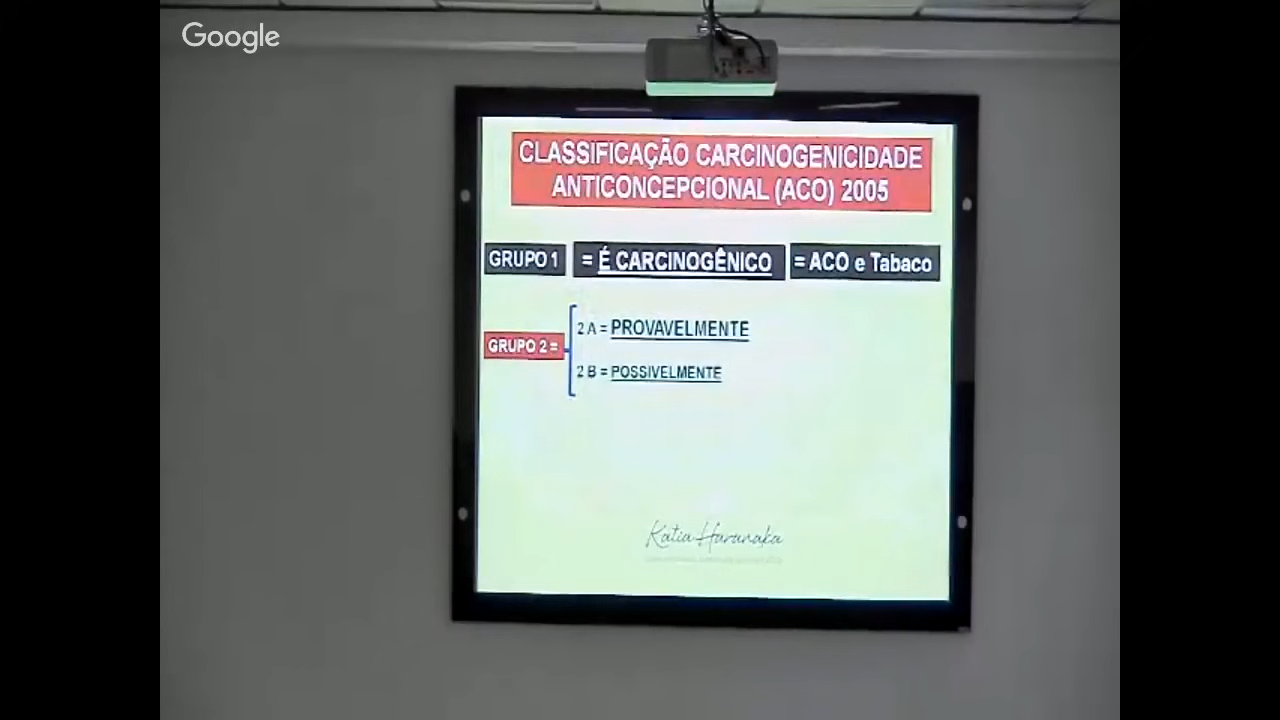 Google
CLASSIFICAÇÃO CARCINOGENICIDADE
ANTICONCEPCIONAL (ACO) 2005
GRUPO 1 = É CARCINOGÊNICO = ACO e Tabaco
GRUPO 2 =
2 A = PROVAVELMENTE
2 B = POSSIVELMENTE
Katia Haranaka